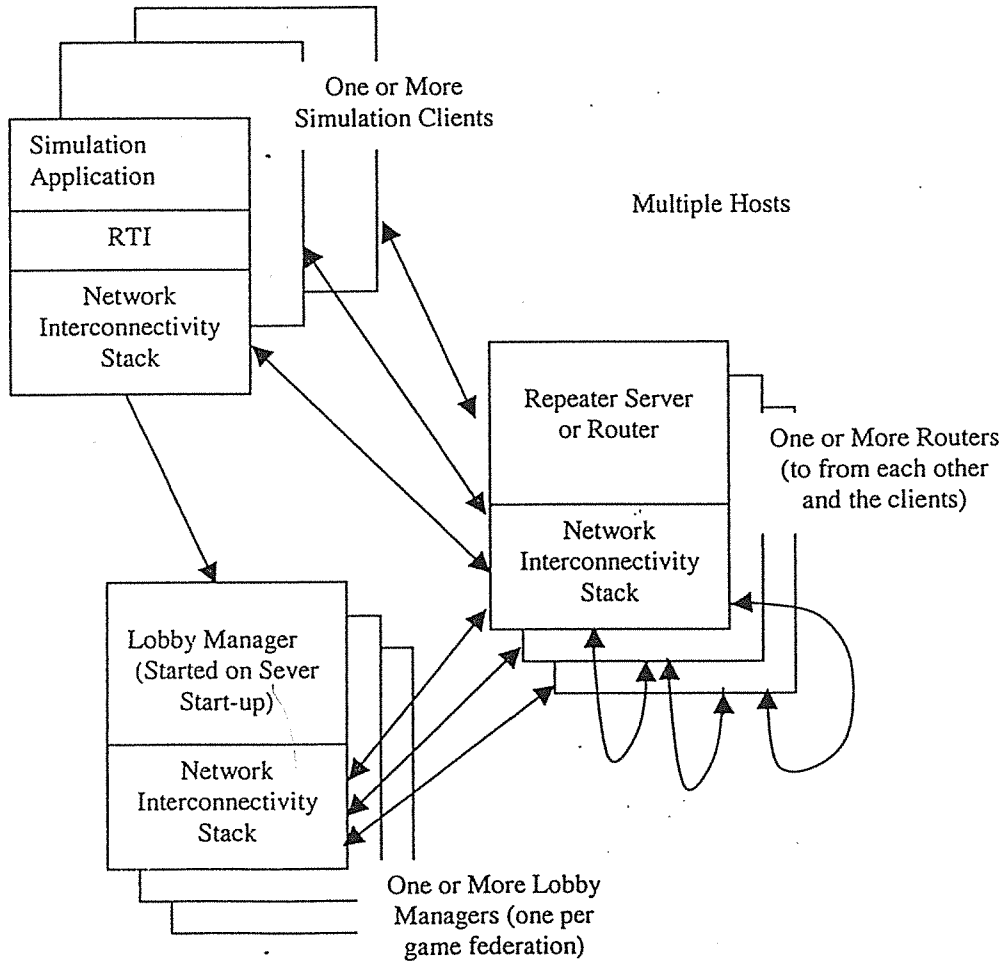 One or More
Simulation Clients
Simulation
Application
RTI
Network
Interconnectivity
Stack
Multiple Hosts
Repeater Server
or Router
Network
Interconnectivity
Stack
One or More Routers
(to from each other
and the clients)
Lobby Manager
(Started on Sever
Start-up)
Network
Interconnectivity
Stack
One or More Lobby
Managers (one per
game federation)